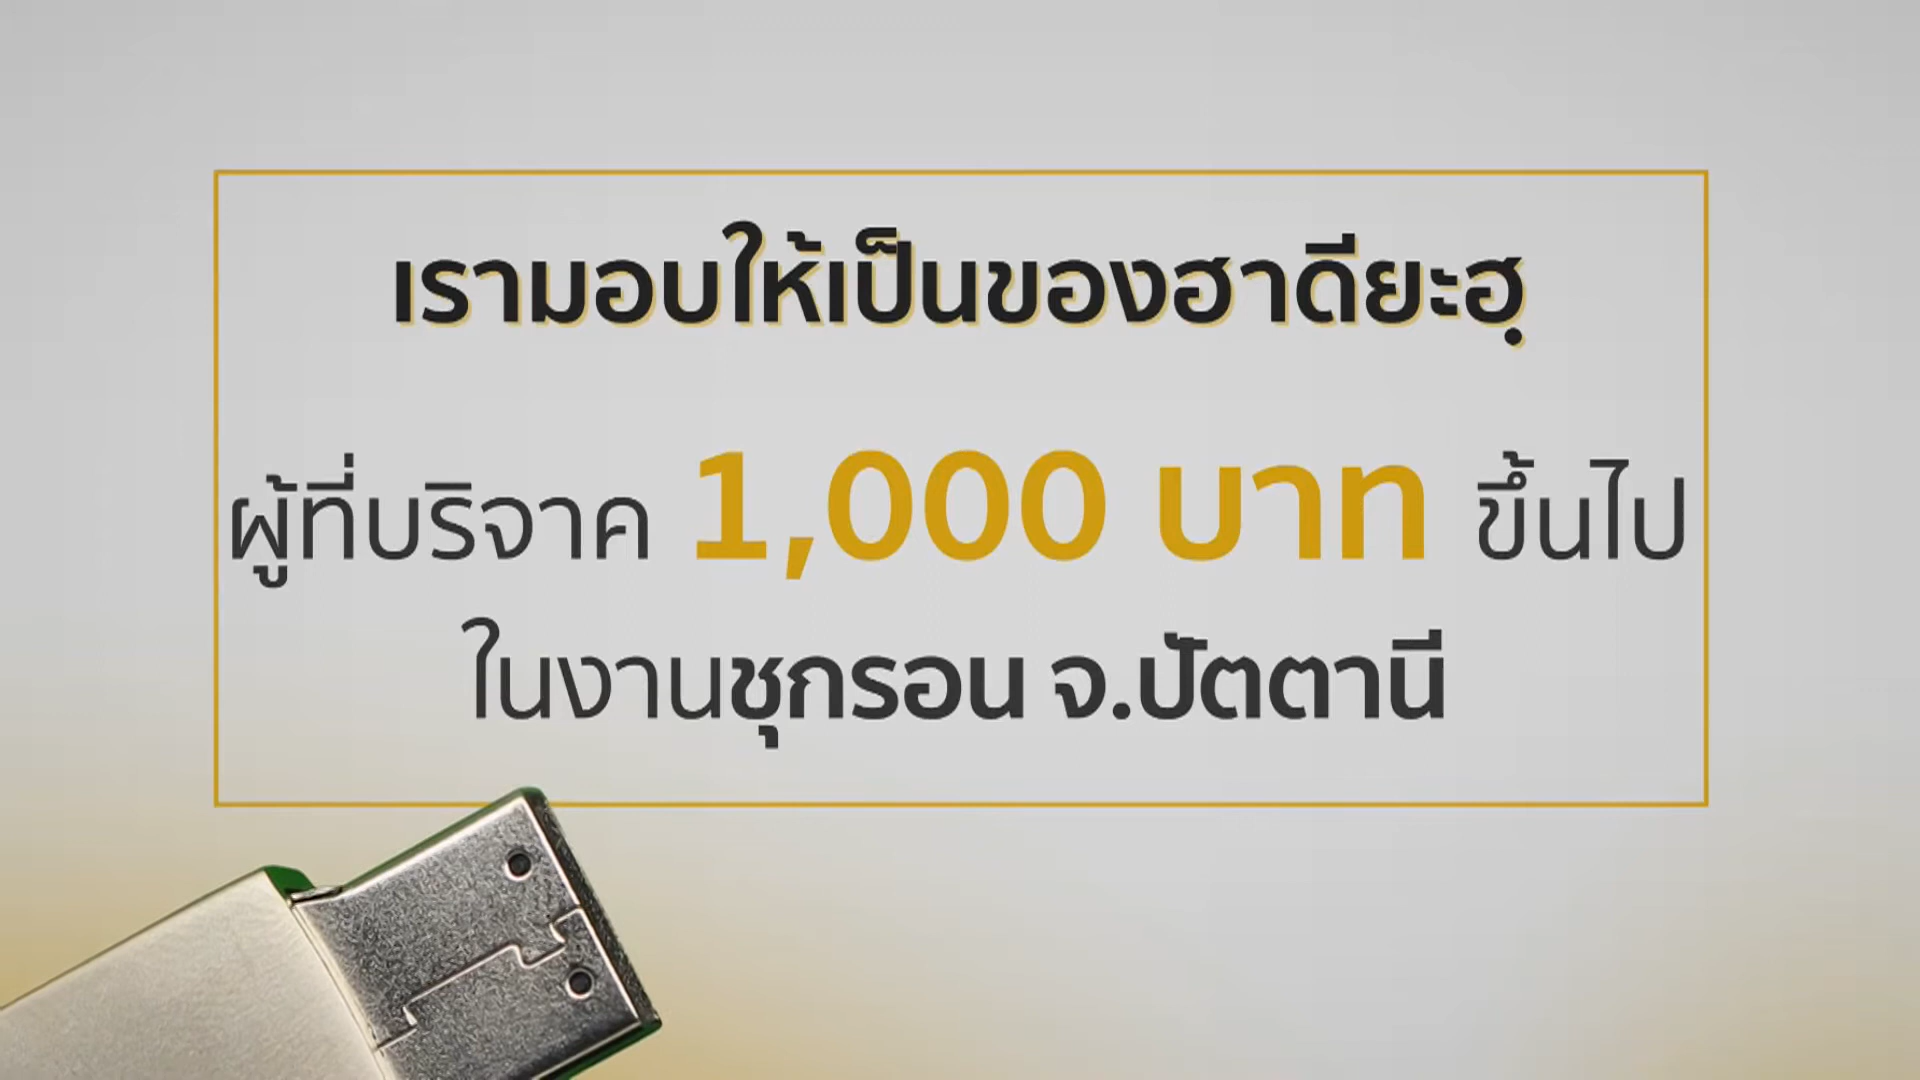 เรามอบให้เป็นของฮาดียะฮฺ
ผู้ที่บริจาค 1,000 บาท ขึ้นไป
ในงานชุกรอน จ.ปัตตานี